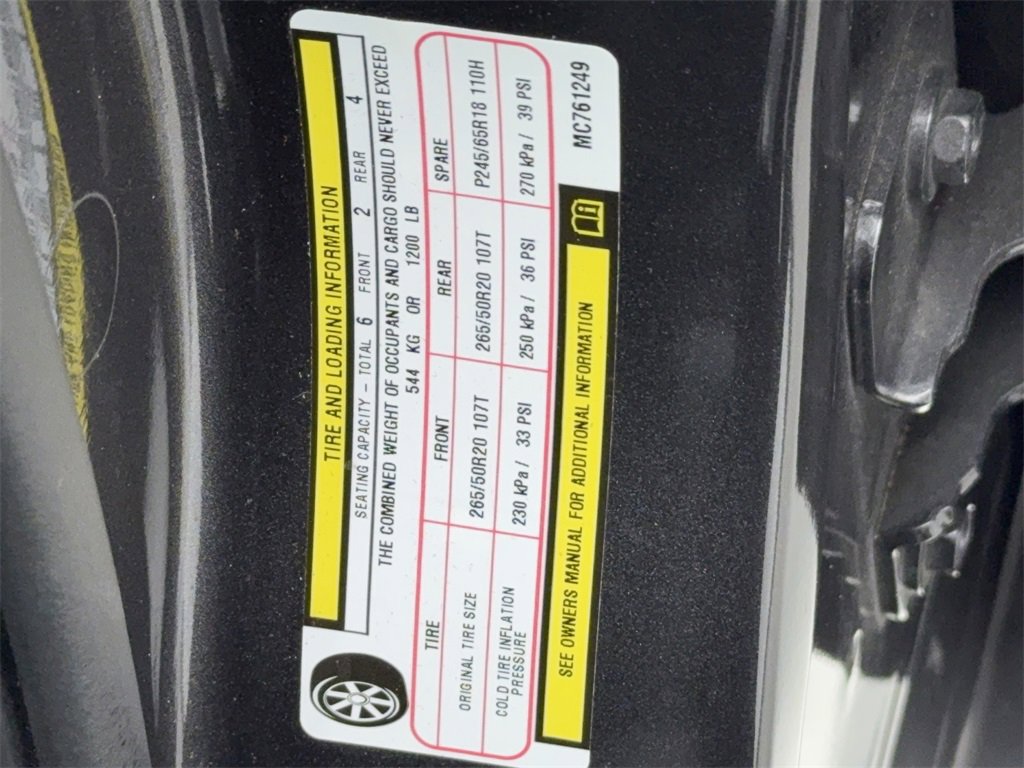 TIRE AND LOADING INFORMATION
SEATING CAPACITY – TOTAL 6 FRONT 2 REAR 4
THE COMBINED WEIGHT OF OCCUPANTS AND CARGO SHOULD NEVER EXCEED
544 KG OR 1200 LB
TIRE FRONT REAR SPARE
ORIGINAL TIRE SIZE 265/50R20 107T 265/50R20 107T P245/65R18 110H
COLD TIRE INFLATION PRESSURE 230 kPa / 33 PSI 250 kPa / 36 PSI 270 kPa / 39 PSI
SEE OWNERS MANUAL FOR ADDITIONAL INFORMATION
MC761249